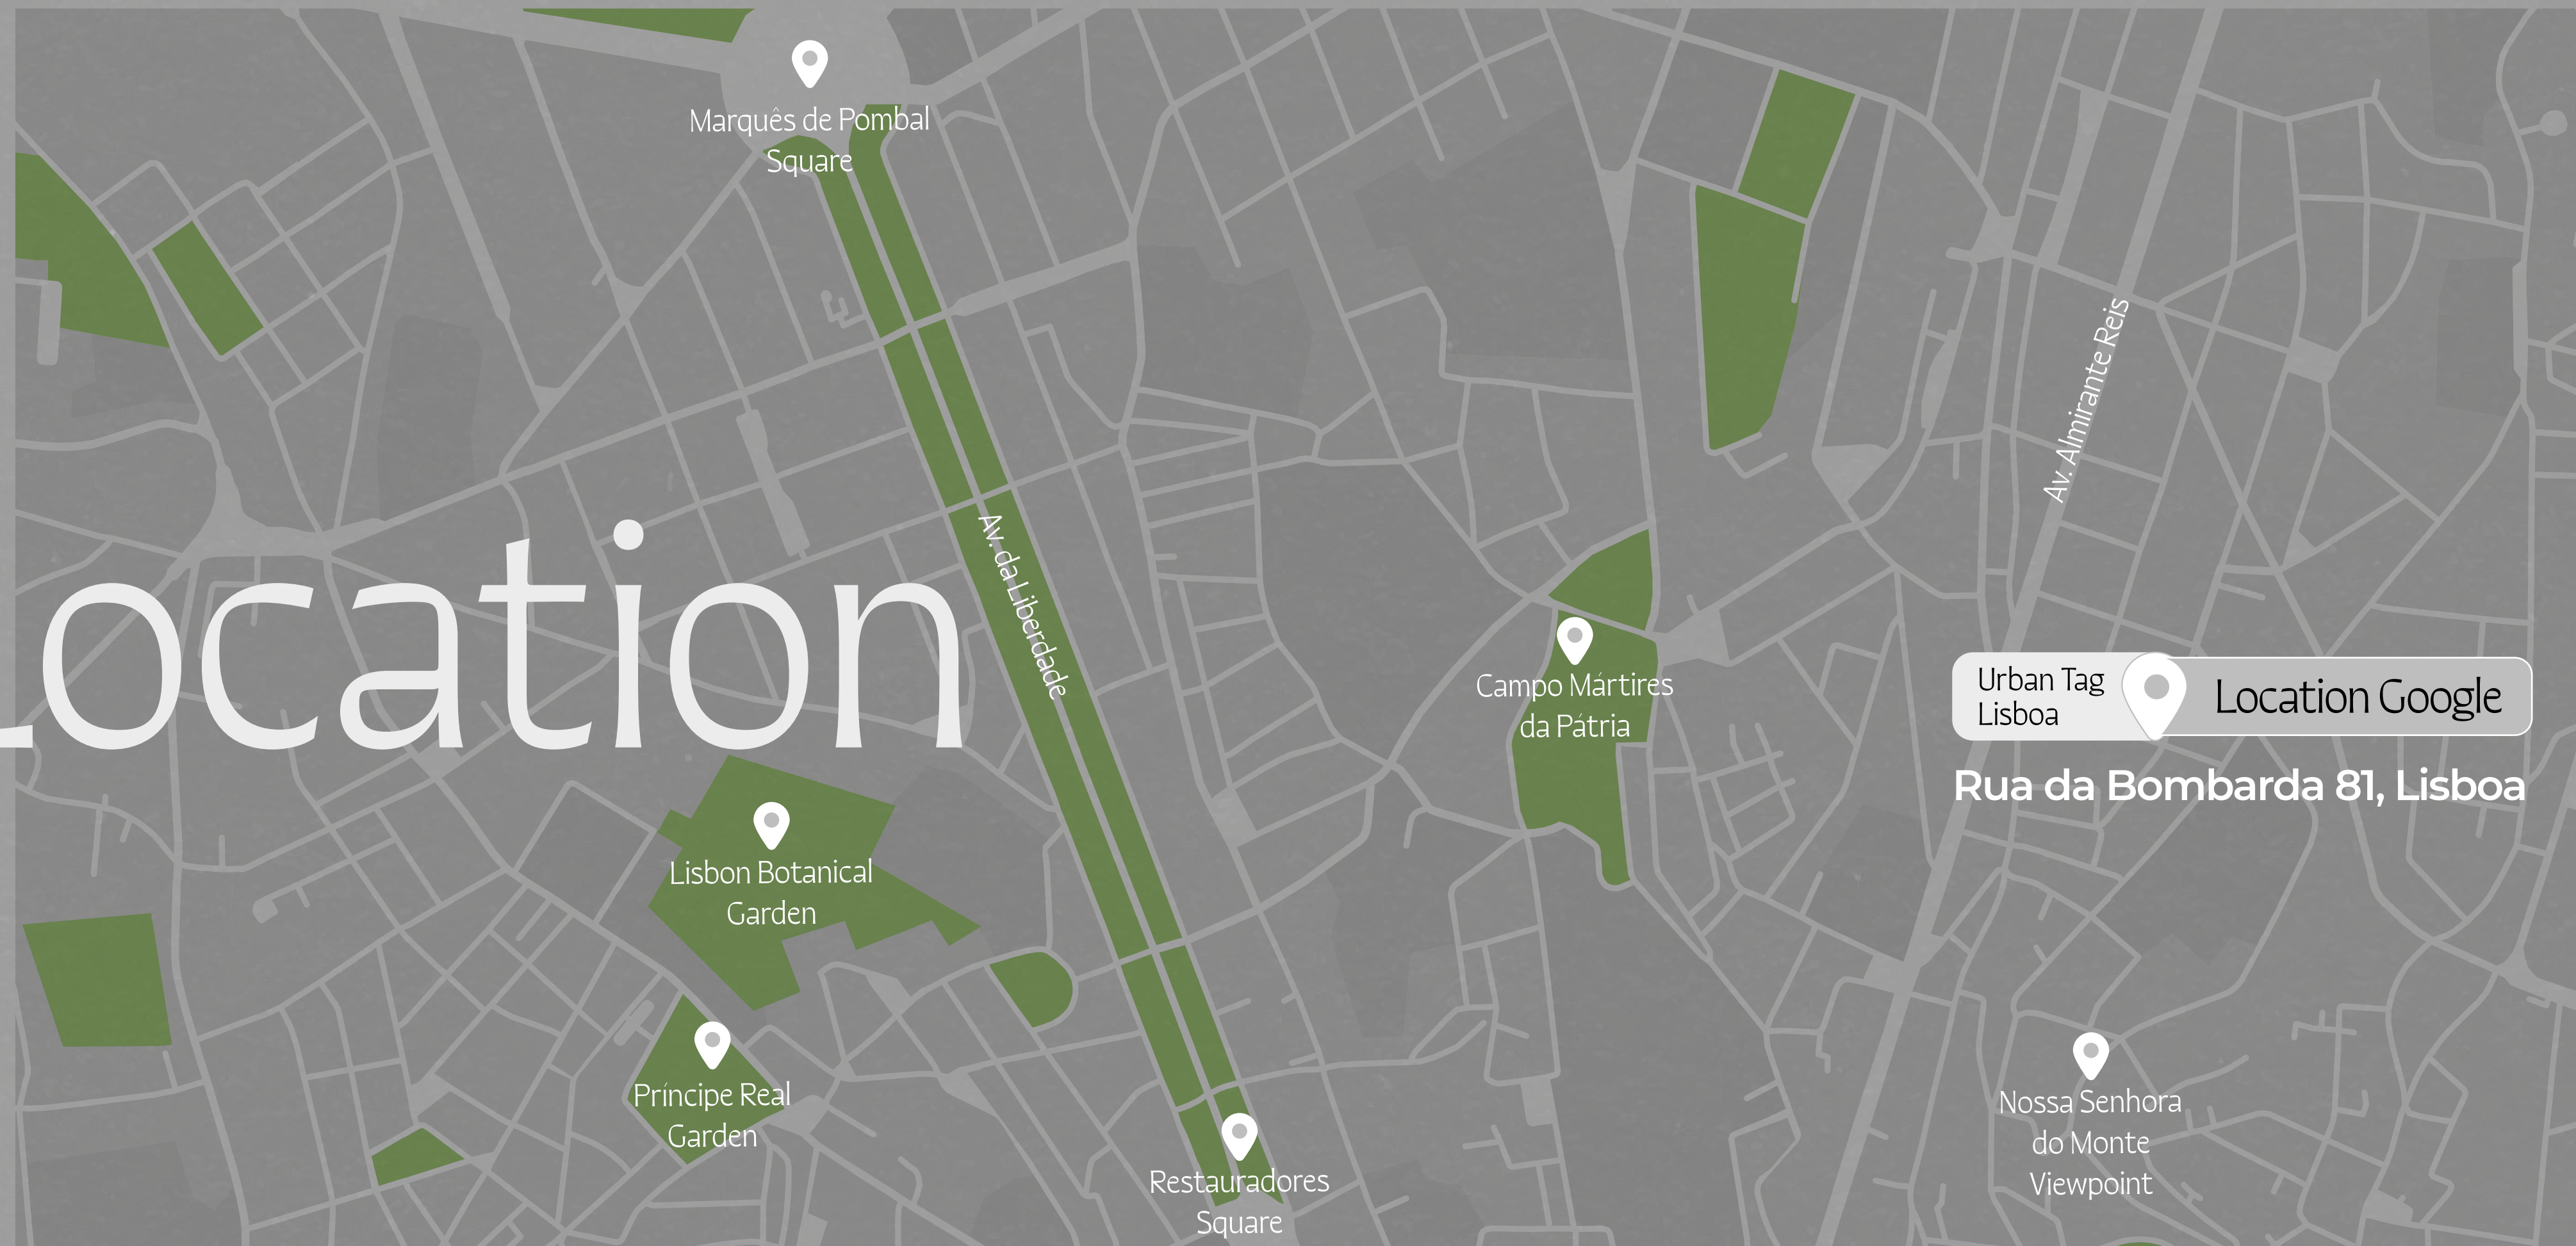 Marquês de Pombal
Square
Av. Almirante Reis
Location
Av. da Liberdade
Campo Mártires
da Pátria
Urban Tag
Lisboa
Location Google
Rua da Bombarda 81, Lisboa
Lisbon Botanical
Garden
Príncipe Real
Garden
Nossa Senhora
do Monte
Viewpoint
Restauradores
Square